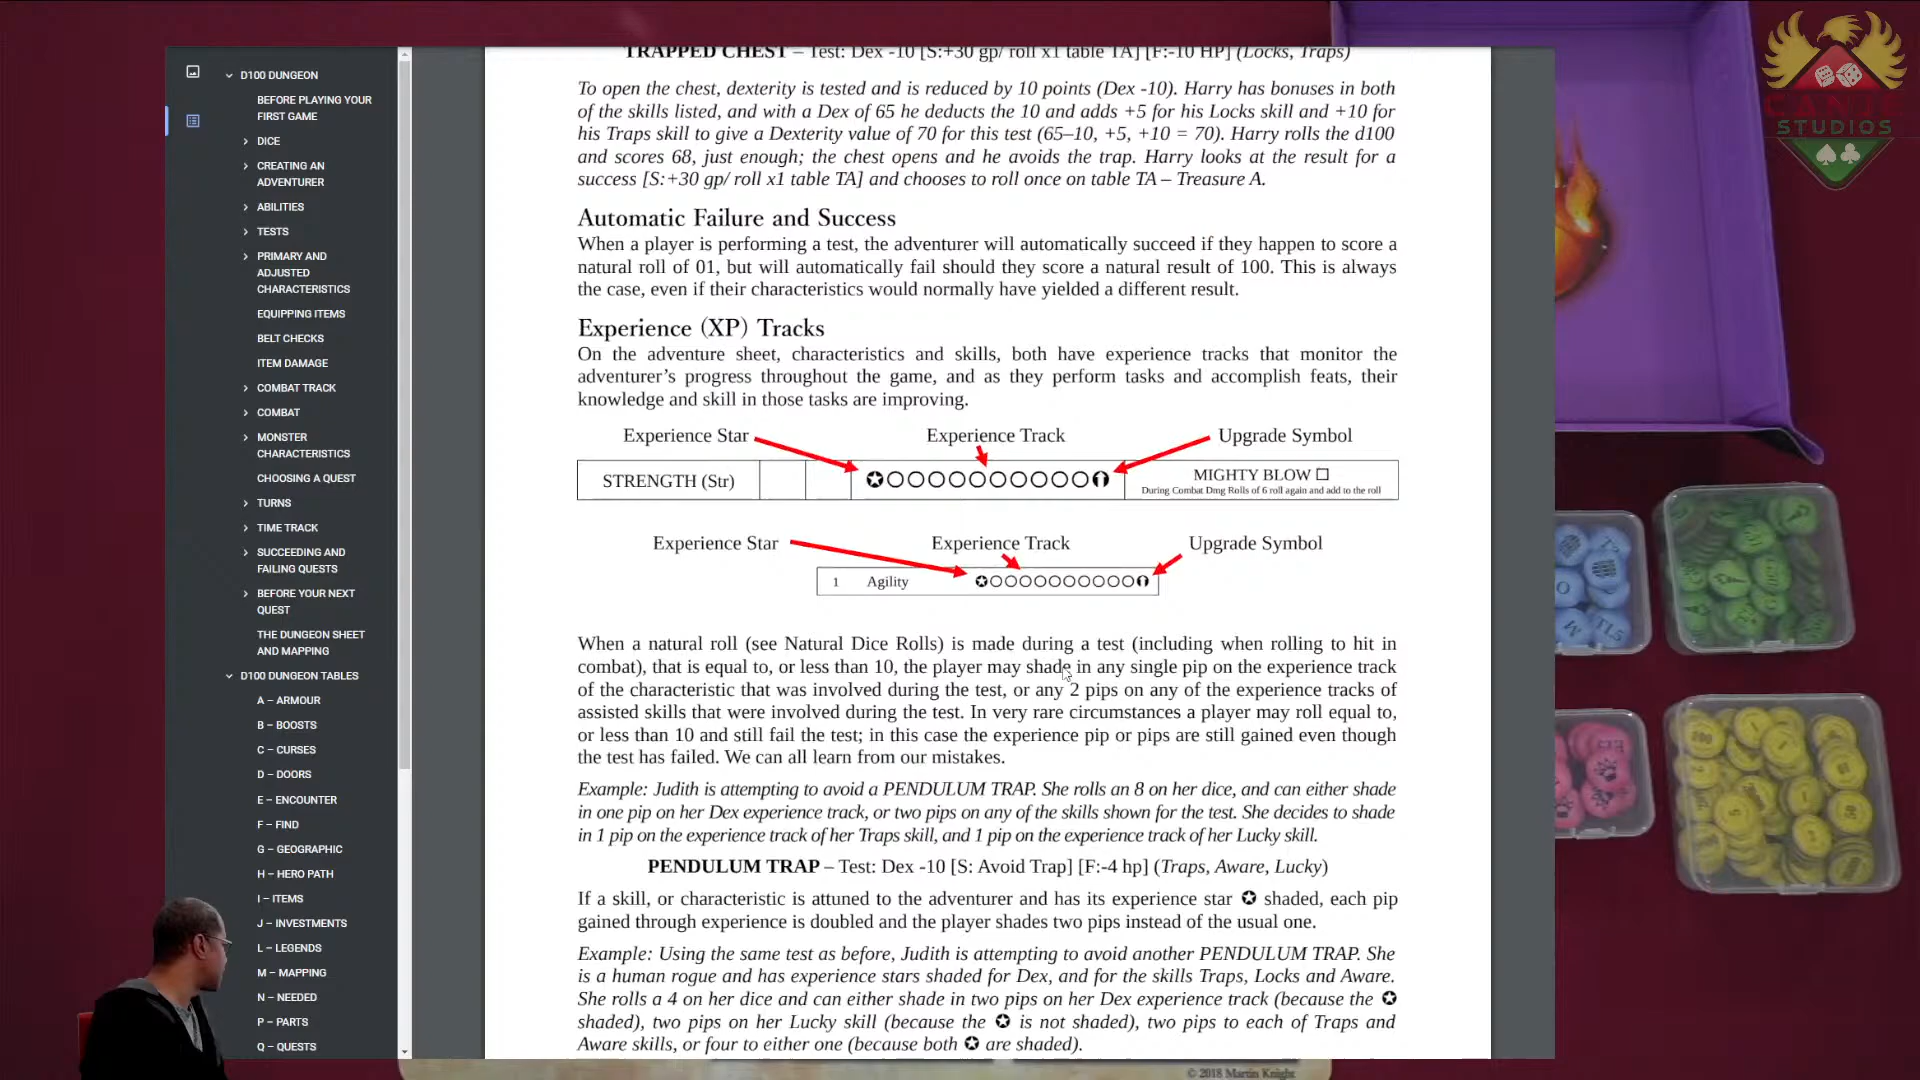 D100 DUNGEON
BEFORE PLAYING YOUR
FIRST GAME
DICE
CREATING AN
ADVENTURER
ABILITIES
TESTS
PRIMARY AND
ADJUSTED
CHARACTERISTICS
EQUIPPING ITEMS
BELT CHECKS
ITEM DAMAGE
COMBAT TRACK
COMBAT
MONSTER
CHARACTERISTICS
CHOOSING A QUEST
TURNS
TIME TRACK
SUCCEEDING AND
FAILING QUESTS
BEFORE YOUR NEXT
QUEST
THE DUNGEON SHEET
AND MAPPING
D100 DUNGEON TABLES
A – ARMOUR
B – BOOSTS
C – CURSES
D – DOORS
E – ENCOUNTER
F – FIND
G – GEOGRAPHIC
H – HERO PATH
I – ITEMS
J – INVESTMENTS
L – LEGENDS
M – MAPPING
N – NEEDED
P – PARTS
Q – QUESTS
TRAPPED CHEST – Test: Dex -10 [S:+30 gp/ roll x1 table TA] [F:-10 HP] (Locks, Traps)
To open the chest, dexterity is tested and is reduced by 10 points (Dex -10). Harry has bonuses in both
of the skills listed, and with a Dex of 65 he deducts the 10 and adds +5 for his Locks skill and +10 for
his Traps skill to give a Dexterity value of 70 for this test (65–10, +5, +10 = 70). Harry rolls the d100
and scores 68, just enough; the chest opens and he avoids the trap. Harry looks at the result for a
success [S:+30 gp/ roll x1 table TA] and chooses to roll once on table TA – Treasure A.
Automatic Failure and Success
When a player is performing a test, the adventurer will automatically succeed if they happen to score a
natural roll of 01, but will automatically fail should they score a natural result of 100. This is always
the case, even if their characteristics would normally have yielded a different result.
Experience (XP) Tracks
On the adventure sheet, characteristics and skills, both have experience tracks that monitor the
adventurer's progress throughout the game, and as they perform tasks and accomplish feats, their
knowledge and skill in those tasks are improving.
Experience Star Experience Track Upgrade Symbol
STRENGTH (Str) MIGHTY BLOW ☐
During Combat Dmg Rolls of 6 roll again and add to the roll
Experience Star Experience Track Upgrade Symbol
1 Agility
When a natural roll (see Natural Dice Rolls) is made during a test (including when rolling to hit in
combat), that is equal to, or less than 10, the player may shade in any single pip on the experience track
of the characteristic that was involved during the test, or any 2 pips on any of the experience tracks of
assisted skills that were involved during the test. In very rare circumstances a player may roll equal to,
or less than 10 and still fail the test; in this case the experience pip or pips are still gained even though
the test has failed. We can all learn from our mistakes.
Example: Judith is attempting to avoid a PENDULUM TRAP. She rolls an 8 on her dice, and can either shade
in one pip on her Dex experience track, or two pips on any of the skills shown for the test. She decides to shade
in 1 pip on the experience track of her Traps skill, and 1 pip on the experience track of her Lucky skill.
PENDULUM TRAP – Test: Dex -10 [S: Avoid Trap] [F:-4 hp] (Traps, Aware, Lucky)
If a skill, or characteristic is attuned to the adventurer and has its experience star ✪ shaded, each pip
gained through experience is doubled and the player shades two pips instead of the usual one.
Example: Using the same test as before, Judith is attempting to avoid another PENDULUM TRAP. She
is a human rogue and has experience stars shaded for Dex, and for the skills Traps, Locks and Aware.
She rolls a 4 on her dice and can either shade in two pips on her Dex experience track (because the ✪
shaded), two pips on her Lucky skill (because the ✪ is not shaded), two pips to each of Traps and
Aware skills, or four to either one (because both ✪ are shaded).
STUDIOS
© 2018 Martin Knight